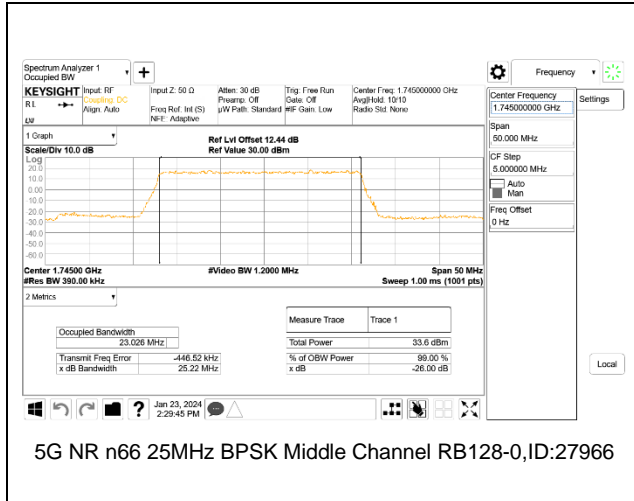 Spectrum Analyzer 1
Occupied BW
KEYSIGHT
Input: RF
Coupling: DC
Align: Auto
Input Z: 50 Ω
Freq Ref: Int (S)
NFE: Adaptive
Atten: 30 dB
Preamp: Off
µW Path: Standard
Trig: Free Run
Gate: Off
#IF Gain: Low
Center Freq: 1.745000000 GHz
Avg|Hold: 10/10
Radio Std: None
1 Graph
Scale/Div 10.0 dB
Ref Lvl Offset 12.44 dB
Ref Value 30.00 dBm
Log
20.0
10.0
0.00
-10.0
-20.0
-30.0
-40.0
-50.0
-60.0
Center 1.74500 GHz
#Res BW 390.00 kHz
#Video BW 1.2000 MHz
Span 50 MHz
Sweep 1.00 ms (1001 pts)
2 Metrics
Occupied Bandwidth
23.026 MHz
Transmit Freq Error -446.52 kHz
x dB Bandwidth 25.22 MHz
Measure Trace Trace 1
Total Power 33.6 dBm
% of OBW Power 99.00 %
x dB -26.00 dB
Jan 23, 2024
2:29:45 PM
Frequency
Settings
Center Frequency
1.745000000 GHz
Span
50.000 MHz
CF Step
5.000000 MHz
Auto
Man
Freq Offset
0 Hz
Local
5G NR n66 25MHz BPSK Middle Channel RB128-0,ID:27966